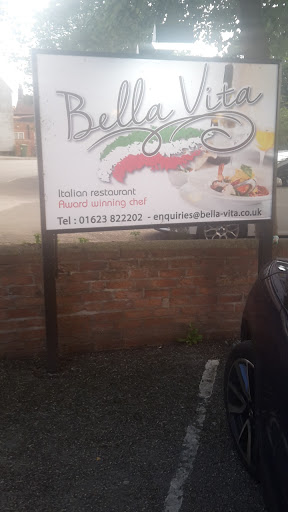 Bella Vita
Italian restaurant
Award winning chef
Tel : 01623 822202 - enquiries@bella-vita.co.uk